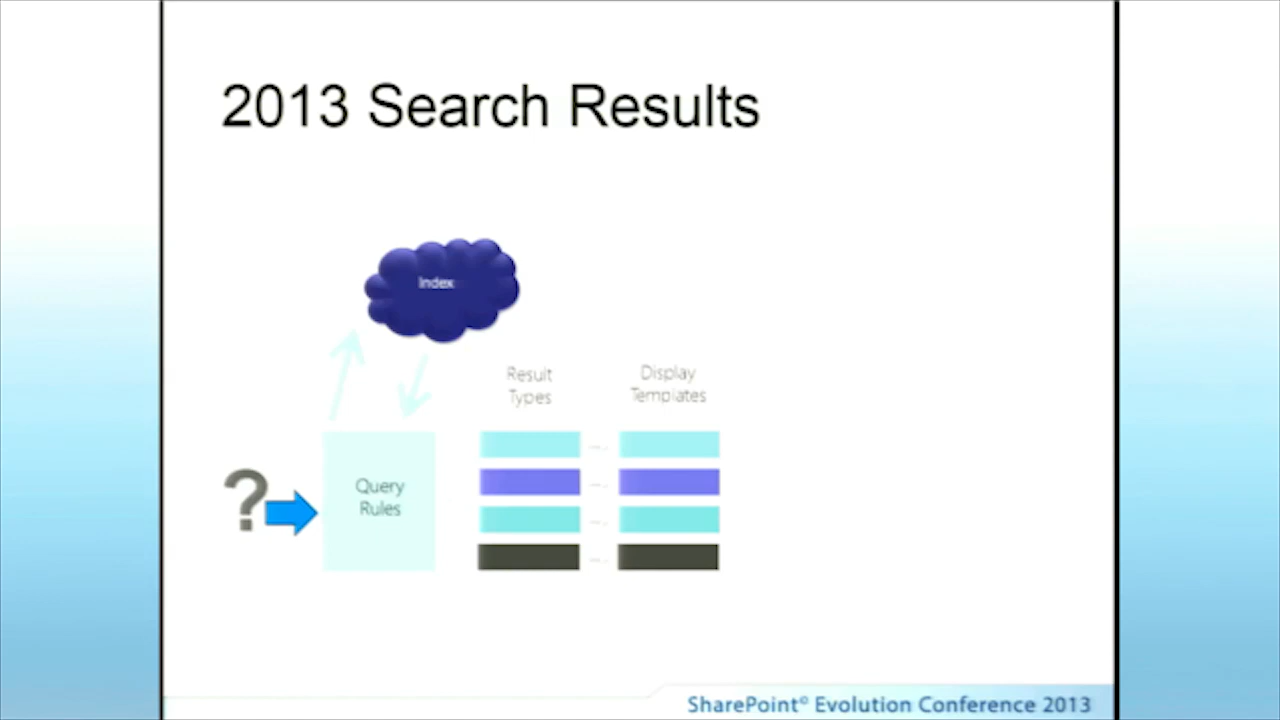 2013 Search Results
Index
Result
Types
Display
Templates
?
Query
Rules
SharePoint© Evolution Conference 2013